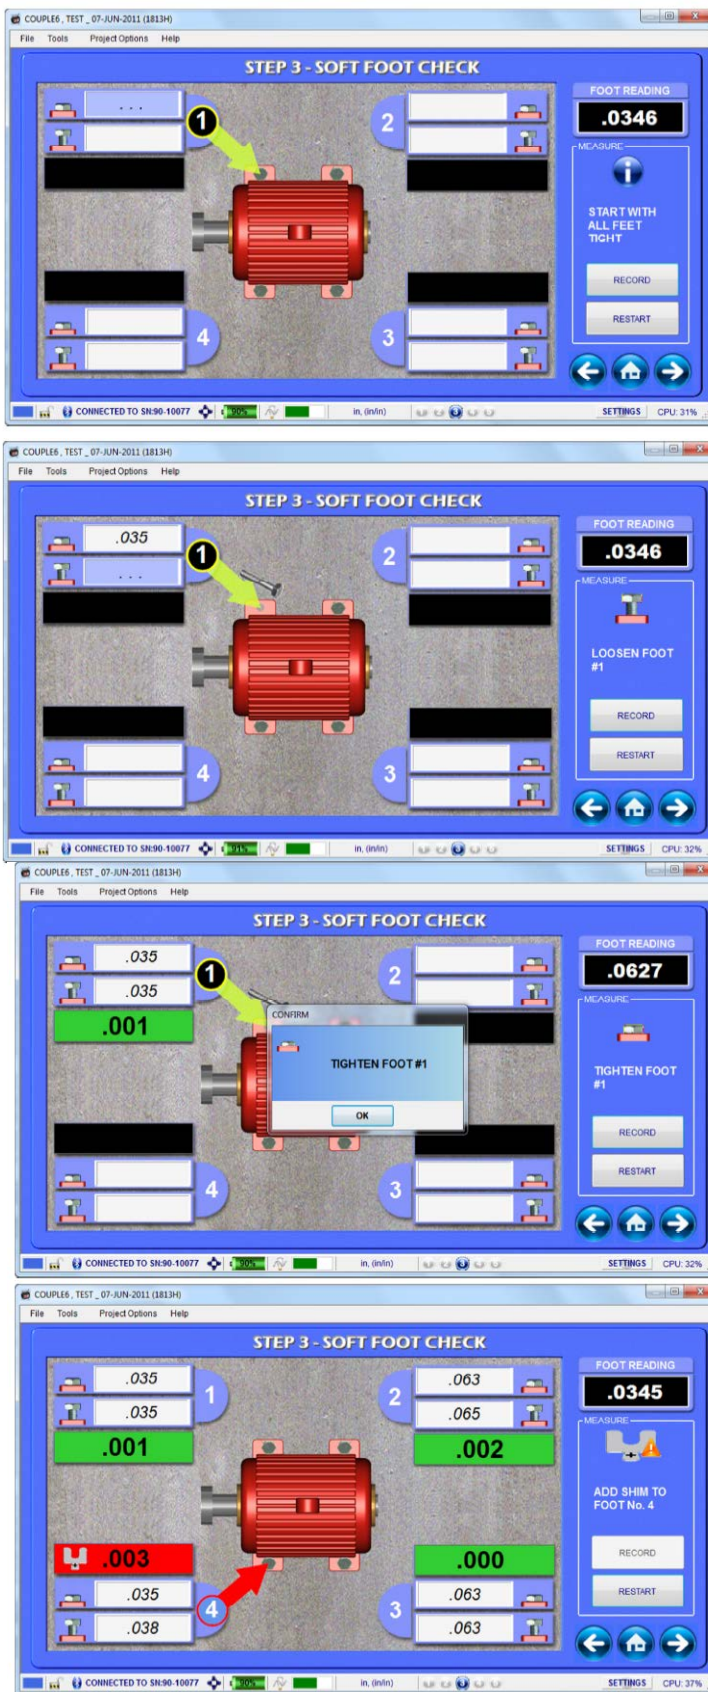 COUPLE6 , TEST _ 07-JUN-2011 (1813H)
File Tools Project Options Help
STEP 3 - SOFT FOOT CHECK
. . .
1
2
FOOT READING
.0346
MEASURE
START WITH
ALL FEET
TIGHT
RECORD
RESTART
4
3
CONNECTED TO SN:90-10077 90% in, (in/in) 3 SETTINGS CPU: 31%
COUPLE6 , TEST _ 07-JUN-2011 (1813H)
File Tools Project Options Help
STEP 3 - SOFT FOOT CHECK
.035
. . .
1
2
FOOT READING
.0346
MEASURE
LOOSEN FOOT
#1
RECORD
RESTART
4
3
CONNECTED TO SN:90-10077 91% in, (in/in) 3 SETTINGS CPU: 32%
COUPLE6 , TEST _ 07-JUN-2011 (1813H)
File Tools Project Options Help
STEP 3 - SOFT FOOT CHECK
.035
.035
.001
1
2
CONFIRM
TIGHTEN FOOT #1
OK
FOOT READING
.0627
MEASURE
TIGHTEN FOOT
#1
RECORD
RESTART
4
3
CONNECTED TO SN:90-10077 90% in, (in/in) 3 SETTINGS CPU: 32%
COUPLE6 , TEST _ 07-JUN-2011 (1813H)
File Tools Project Options Help
STEP 3 - SOFT FOOT CHECK
.035
.035
.001
1
2
.063
.065
.002
FOOT READING
.0345
MEASURE
ADD SHIM TO
FOOT No. 4
RECORD
RESTART
.003
.035
.038
4
3
.000
.063
.063
CONNECTED TO SN:90-10077 90% in, (in/in) 3 SETTINGS CPU: 37%